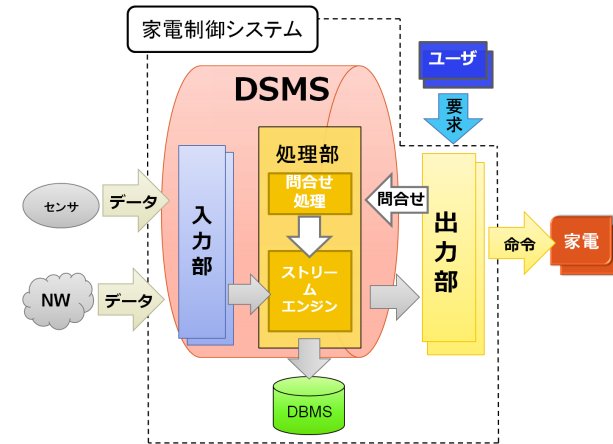 家電制御システム
ユーザ
DSMS
要
求
処理部
問合せ
処理
問合せ
センサ
データ
入
力
部
出
力
部
命令
家電
NW
データ
ストリー
ム
エンジン
DBMS